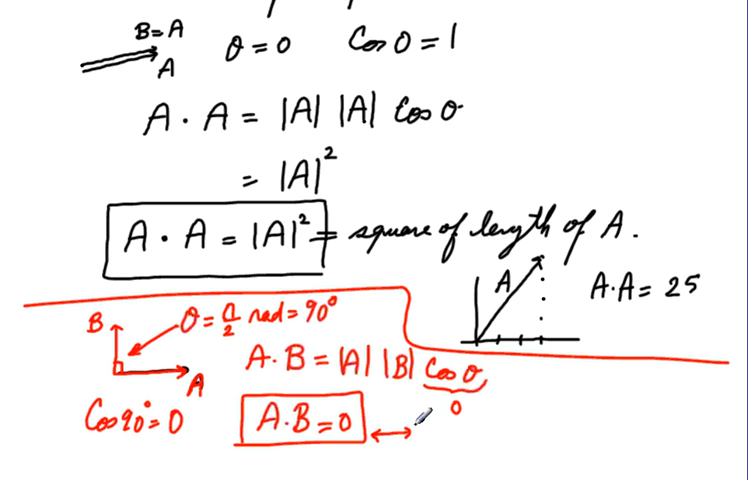 B = A
A
θ = 0 Cos 0 = 1
A · A = |A| |A| Cos θ
= |A|²
A · A = |A|² = square of length of A.
A
A·A = 25
B
θ = π/2 rad = 90°
A
A · B = |A| |B| Cos θ
0
Cos 90° = 0
A·B = 0